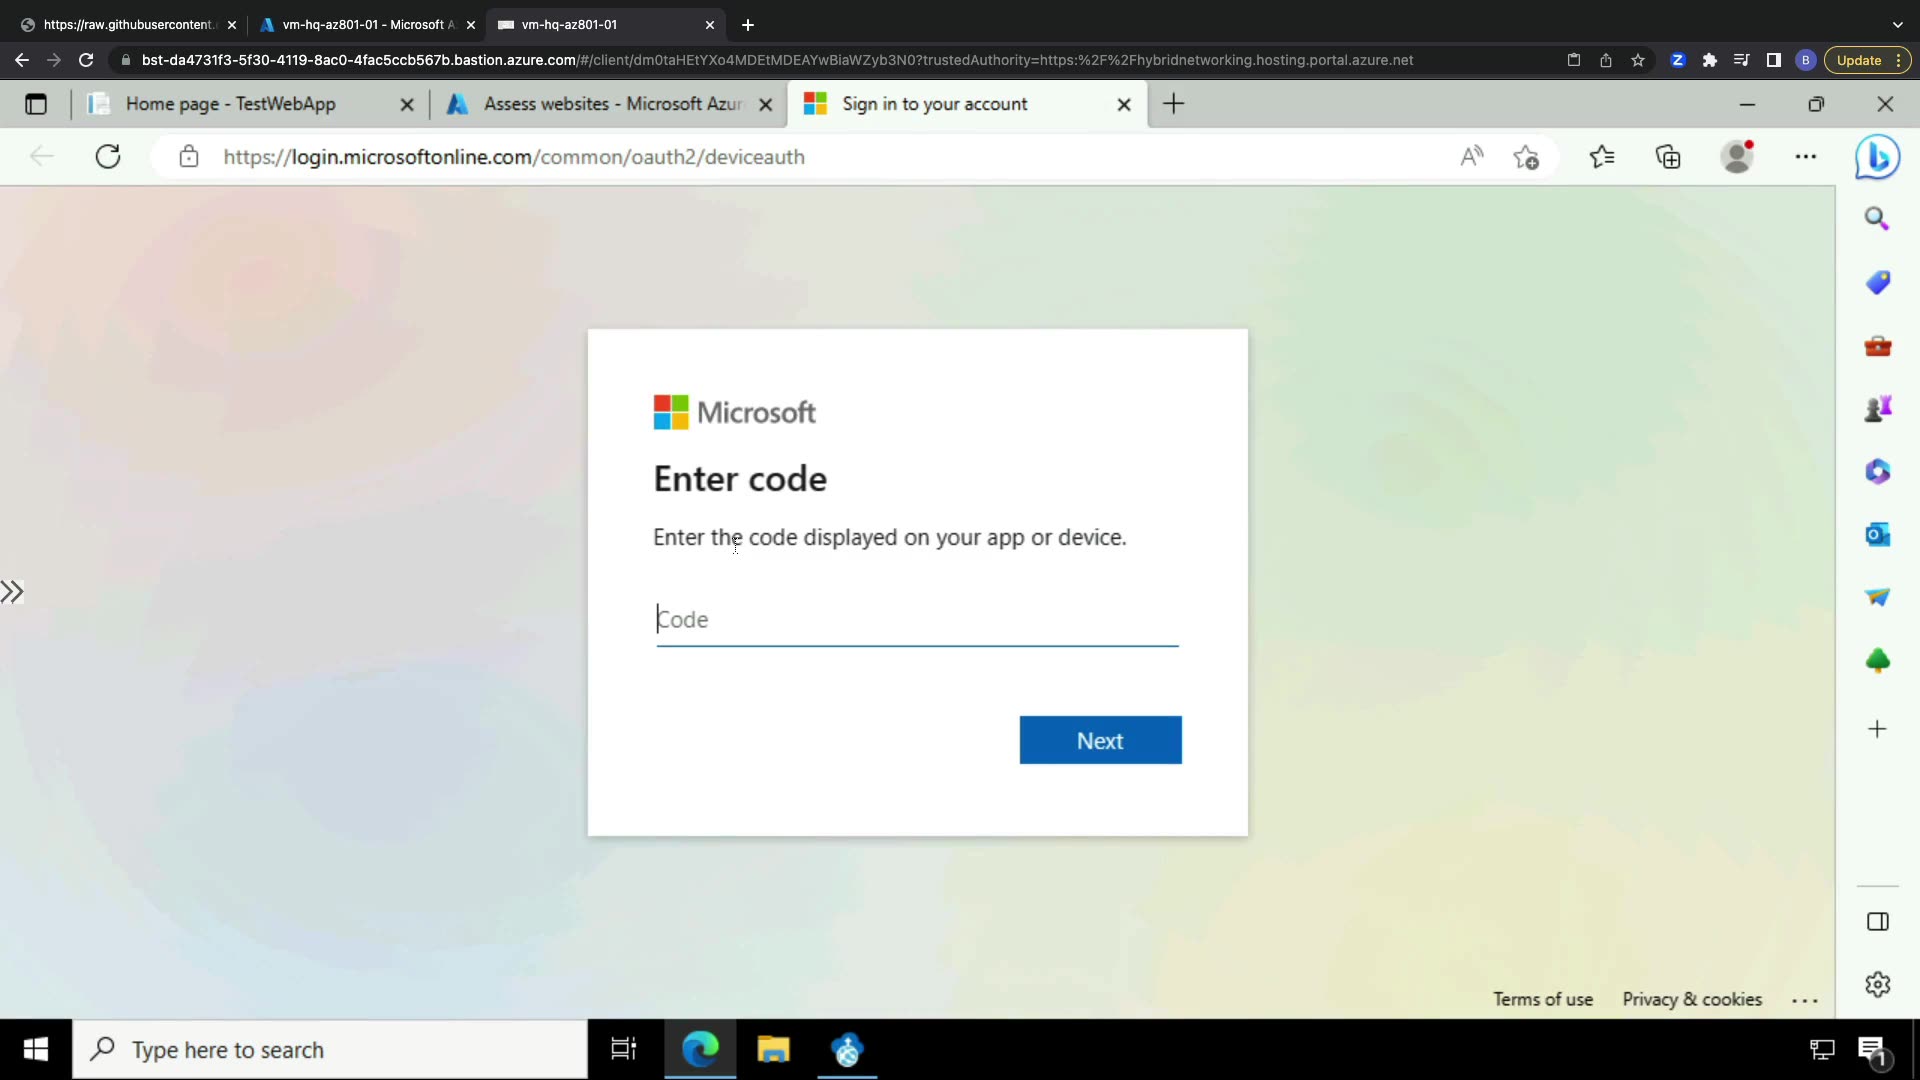 https://raw.githubusercontent.
vm-hq-az801-01 - Microsoft A
vm-hq-az801-01
bst-da4731f3-5f30-4119-8ac0-4fac5ccb567b.bastion.azure.com/#/client/dm0taHEtYXo4MDEtMDEAYwBiaWZyb3N0?trustedAuthority=https:%2F%2Fhybridnetworking.hosting.portal.azure.net
Z
B
Update
Home page - TestWebApp
Assess websites - Microsoft Azur
Sign in to your account
https://login.microsoftonline.com/common/oauth2/deviceauth
Microsoft
Enter code
Enter the code displayed on your app or device.
Code
Next
Terms of use
Privacy & cookies
Type here to search
1